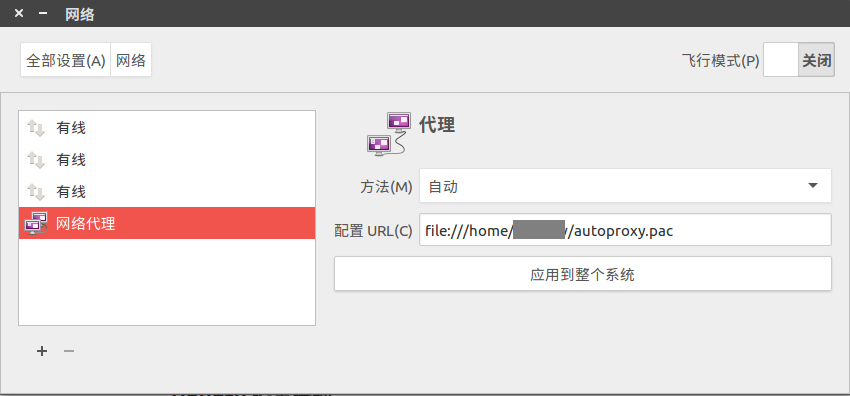 网络
全部设置(A) 网络
飞行模式(P) 关闭
有线
有线
有线
网络代理
代理
方法(M) 自动
配置 URL(C) file:///home/ /autoproxy.pac
应用到整个系统